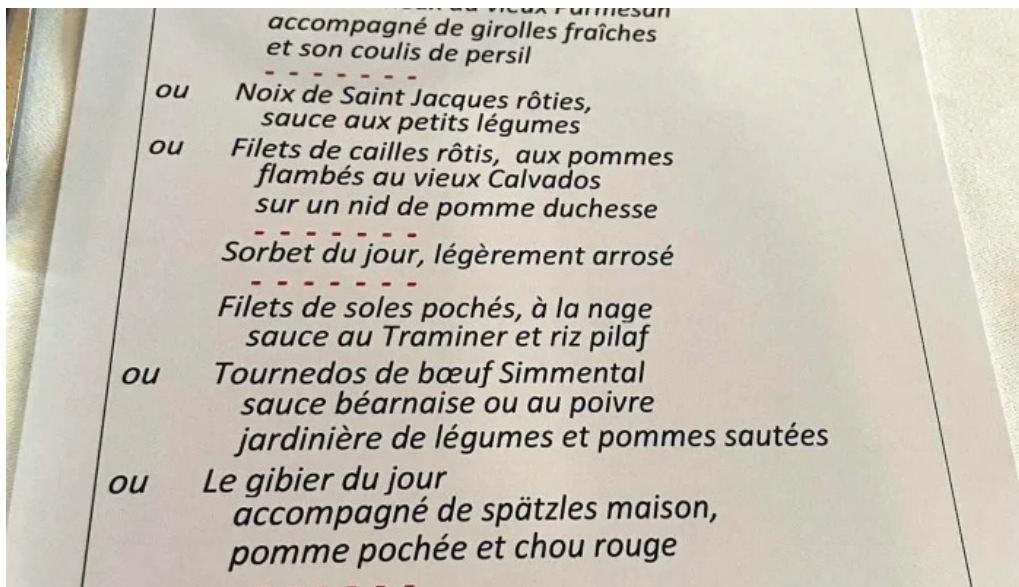 au vieux Parmesan
accompagné de girolles fraîches
et son coulis de persil
- - - - - - -
ou Noix de Saint Jacques rôties,
sauce aux petits légumes
ou Filets de cailles rôtis, aux pommes
flambés au vieux Calvados
sur un nid de pomme duchesse
- - - - - - -
Sorbet du jour, légèrement arrosé
- - - - - - -
Filets de soles pochés, à la nage
sauce au Traminer et riz pilaf
ou Tournedos de bœuf Simmental
sauce béarnaise ou au poivre
jardinière de légumes et pommes sautées
ou Le gibier du jour
accompagné de spätzles maison,
pomme pochée et chou rouge